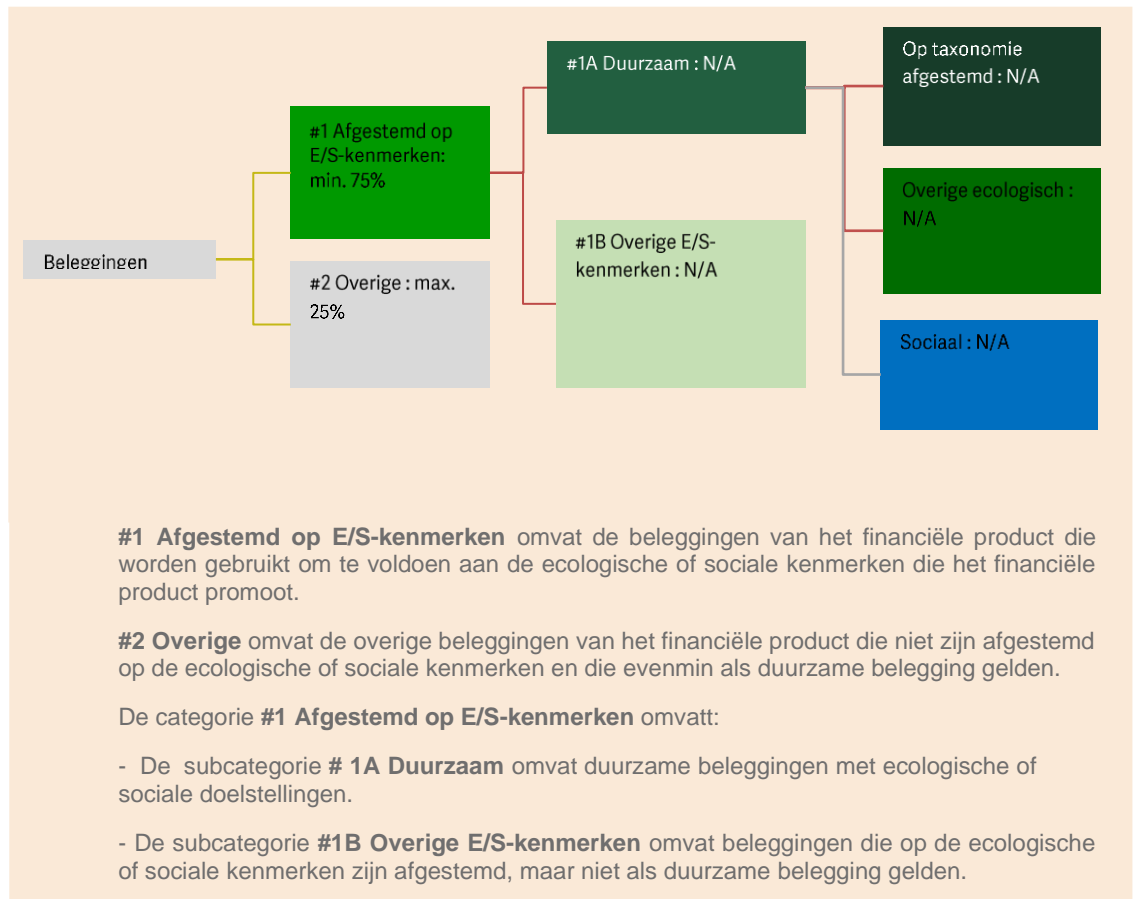 Beleggingen
#1 Afgestemd op
E/S-kenmerken:
min. 75%
#2 Overige : max.
25%
#1A Duurzaam : N/A
#1B Overige E/S-
kenmerken : N/A
Op taxonomie
afgestemd : N/A
Overige ecologisch :
N/A
Sociaal : N/A
#1 Afgestemd op E/S-kenmerken omvat de beleggingen van het financiële product die
worden gebruikt om te voldoen aan de ecologische of sociale kenmerken die het financiële
product promoot.
#2 Overige omvat de overige beleggingen van het financiële product die niet zijn afgestemd
op de ecologische of sociale kenmerken en die evenmin als duurzame belegging gelden.
De categorie #1 Afgestemd op E/S-kenmerken omvatt:
- De subcategorie # 1A Duurzaam omvat duurzame beleggingen met ecologische of
sociale doelstellingen.
- De subcategorie #1B Overige E/S-kenmerken omvat beleggingen die op de ecologische
of sociale kenmerken zijn afgestemd, maar niet als duurzame belegging gelden.